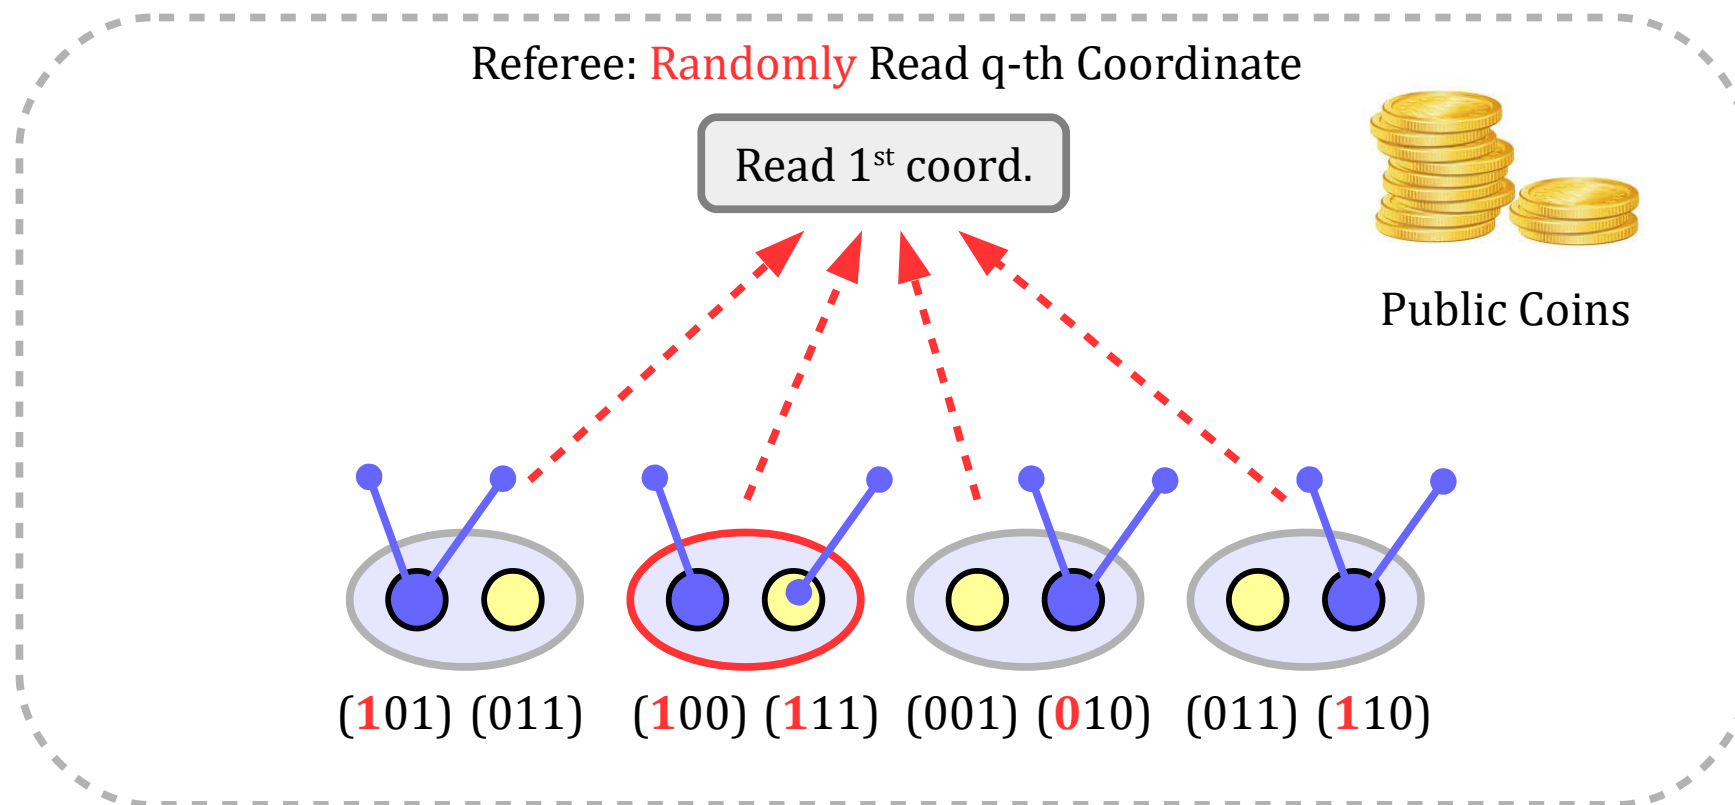 Referee: Randomly Read q-th Coordinate
Read 1st coord.
Public Coins
(101) (011) (100) (111) (001) (010) (011) (110)